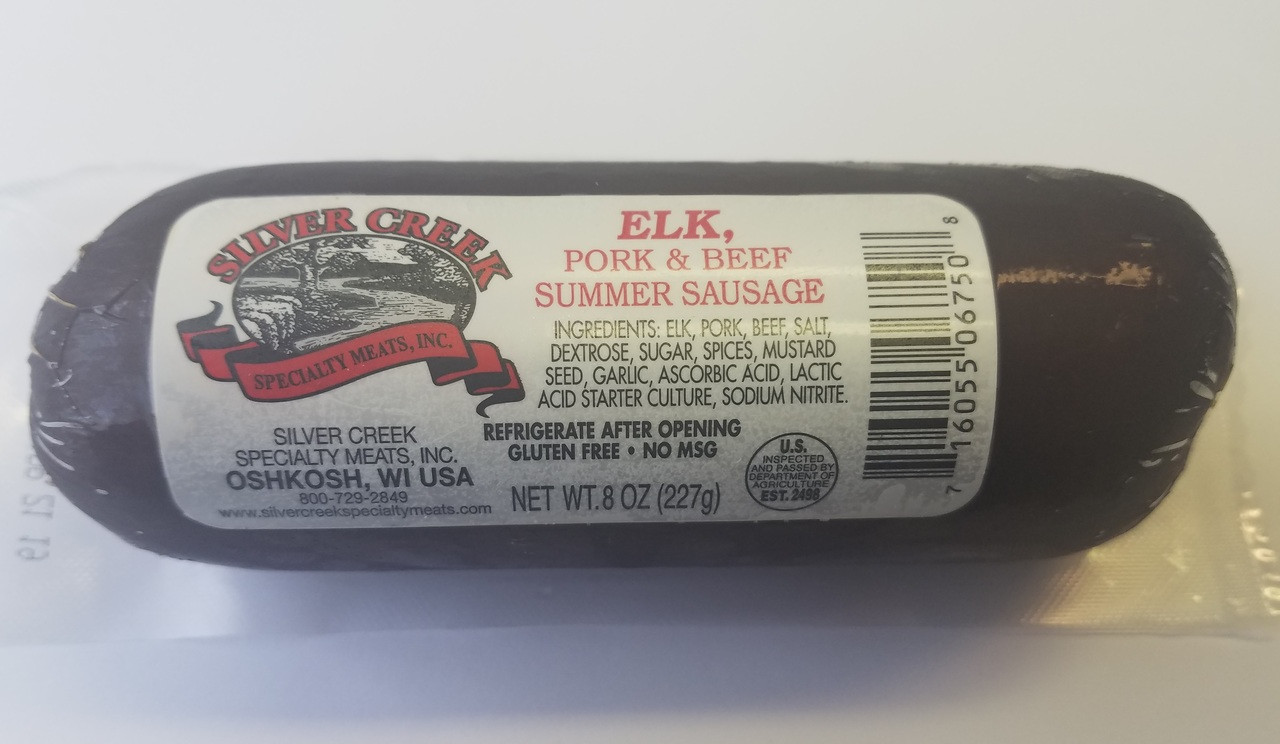 SILVER CREEK
SPECIALTY MEATS, INC.
SILVER CREEK
SPECIALTY MEATS, INC.
OSHKOSH, WI USA
800-729-2849
www.silvercreekspecialtymeats.com
ELK,
PORK & BEEF
SUMMER SAUSAGE
INGREDIENTS: ELK, PORK, BEEF, SALT,
DEXTROSE, SUGAR, SPICES, MUSTARD
SEED, GARLIC, ASCORBIC ACID, LACTIC
ACID STARTER CULTURE, SODIUM NITRITE.
REFRIGERATE AFTER OPENING
GLUTEN FREE • NO MSG
NET WT.8 OZ (227g)
U.S.
INSPECTED
AND PASSED BY
DEPARTMENT OF
AGRICULTURE
EST. 2498
7 16055 06750 8